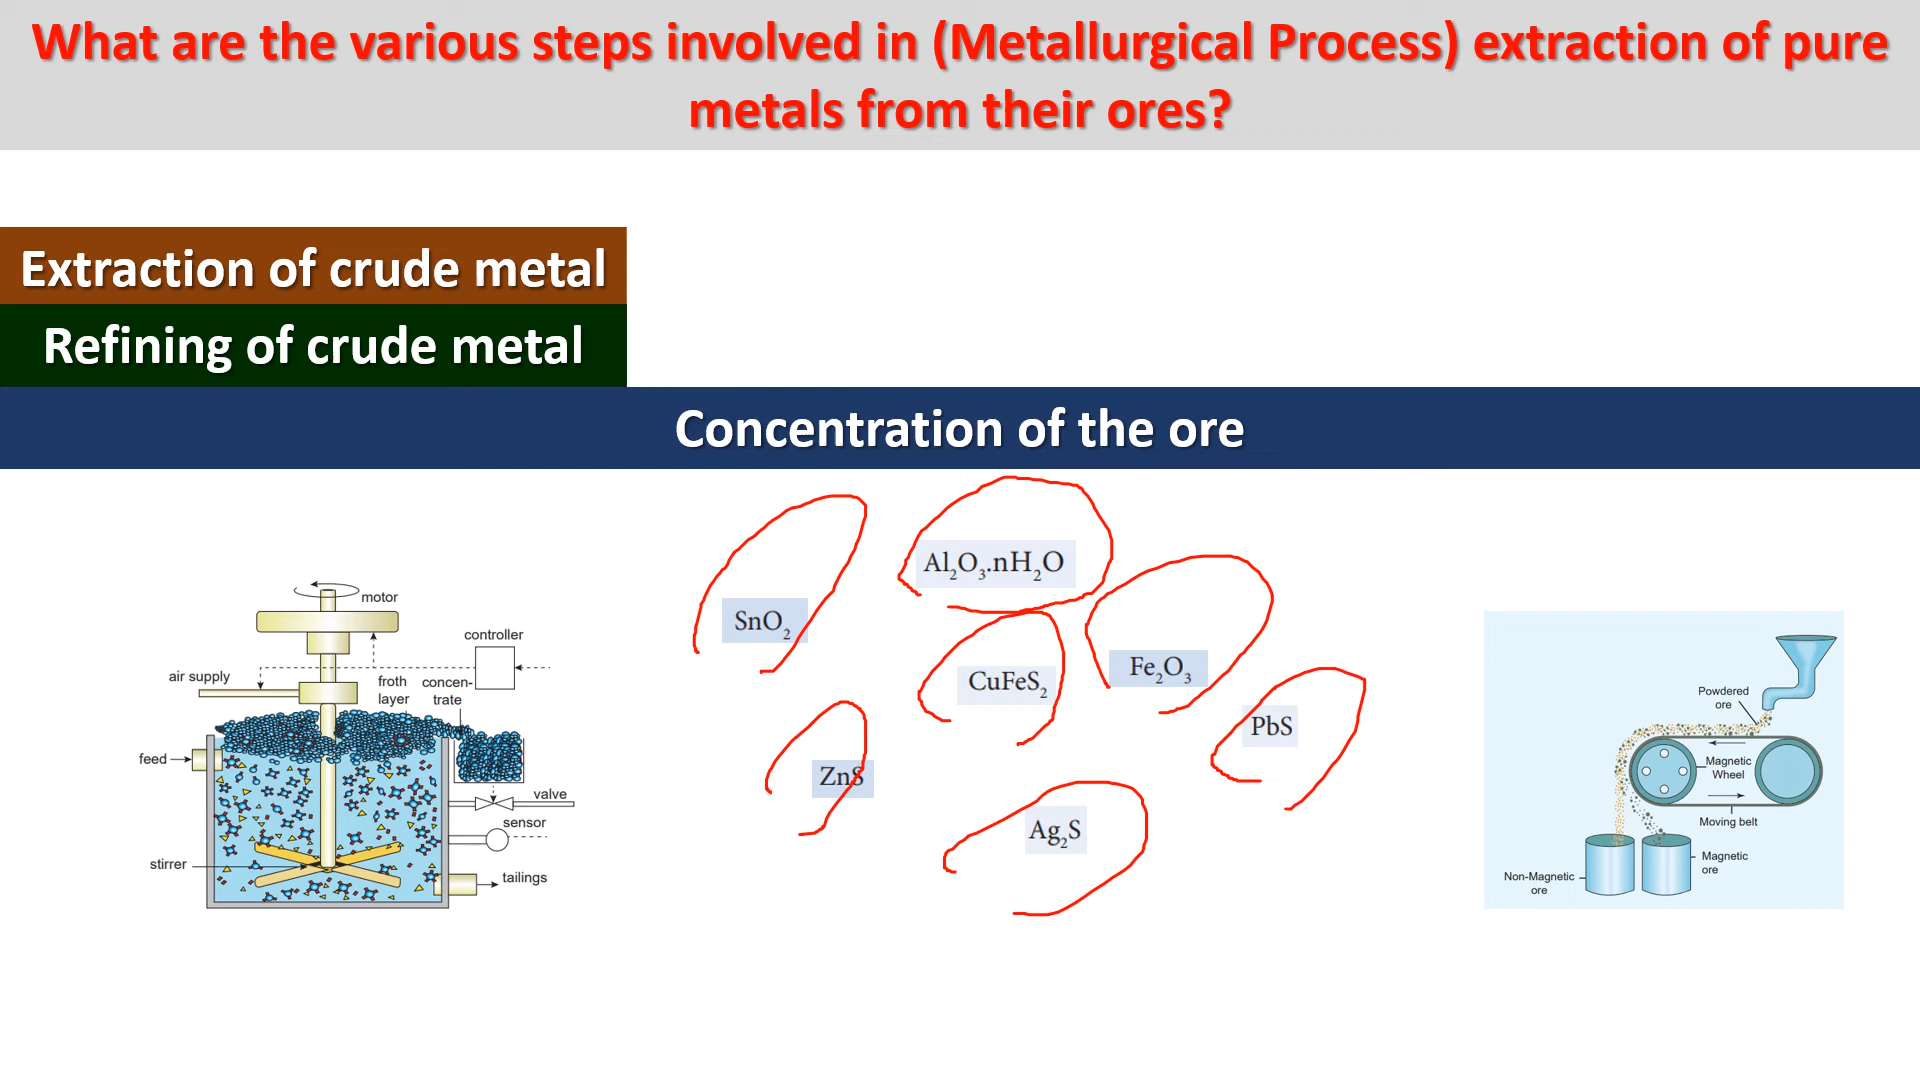 What are the various steps involved in (Metallurgical Process) extraction of pure
metals from their ores?
Extraction of crude metal
Refining of crude metal
Concentration of the ore
motor
controller
air supply
froth
layer
concen-
trate
feed
valve
sensor
stirrer
tailings
Al₂O₃.nH₂O
SnO₂
CuFeS₂
Fe₂O₃
PbS
ZnS
Ag₂S
Powdered
ore
Magnetic
Wheel
Moving belt
Magnetic
ore
Non-Magnetic
ore